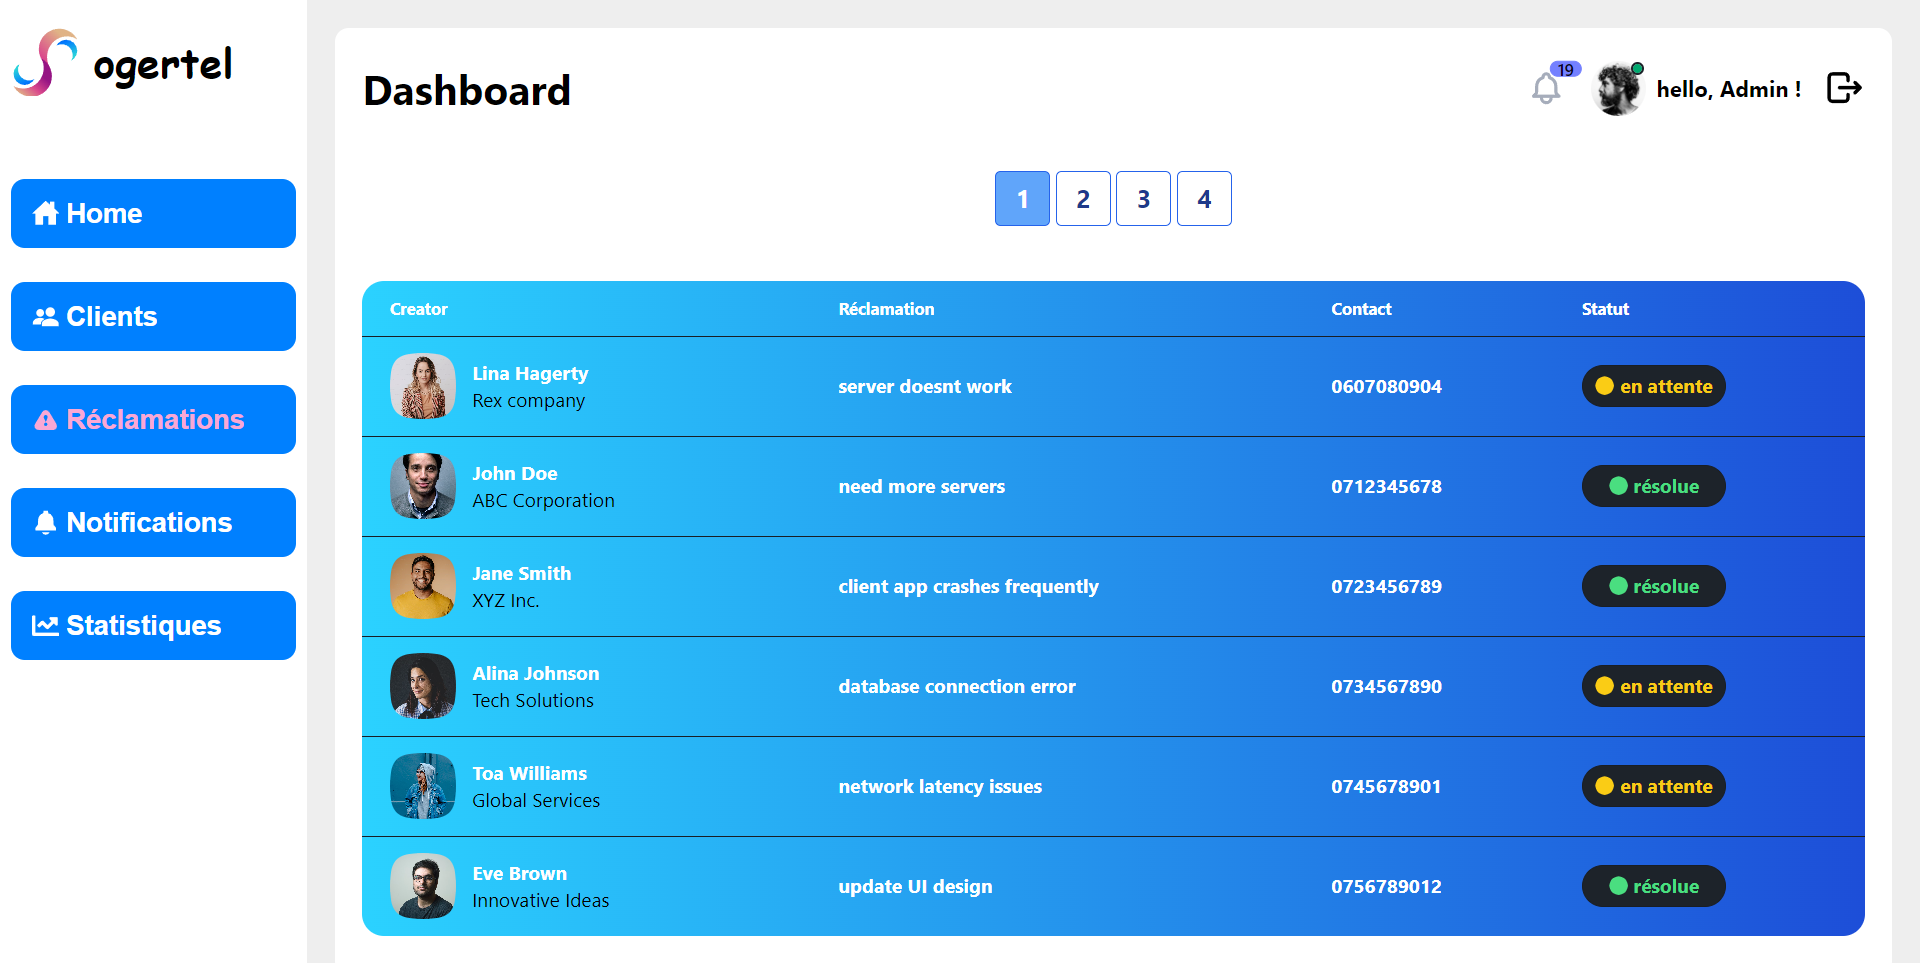 ogertel
Home
Clients
Réclamations
Notifications
Statistiques
Dashboard
19
hello, Admin !
1 2 3 4
Creator Réclamation Contact Statut
Lina Hagerty
Rex company
server doesnt work
0607080904
en attente
John Doe
ABC Corporation
need more servers
0712345678
résolue
Jane Smith
XYZ Inc.
client app crashes frequently
0723456789
résolue
Alina Johnson
Tech Solutions
database connection error
0734567890
en attente
Toa Williams
Global Services
network latency issues
0745678901
en attente
Eve Brown
Innovative Ideas
update UI design
0756789012
résolue